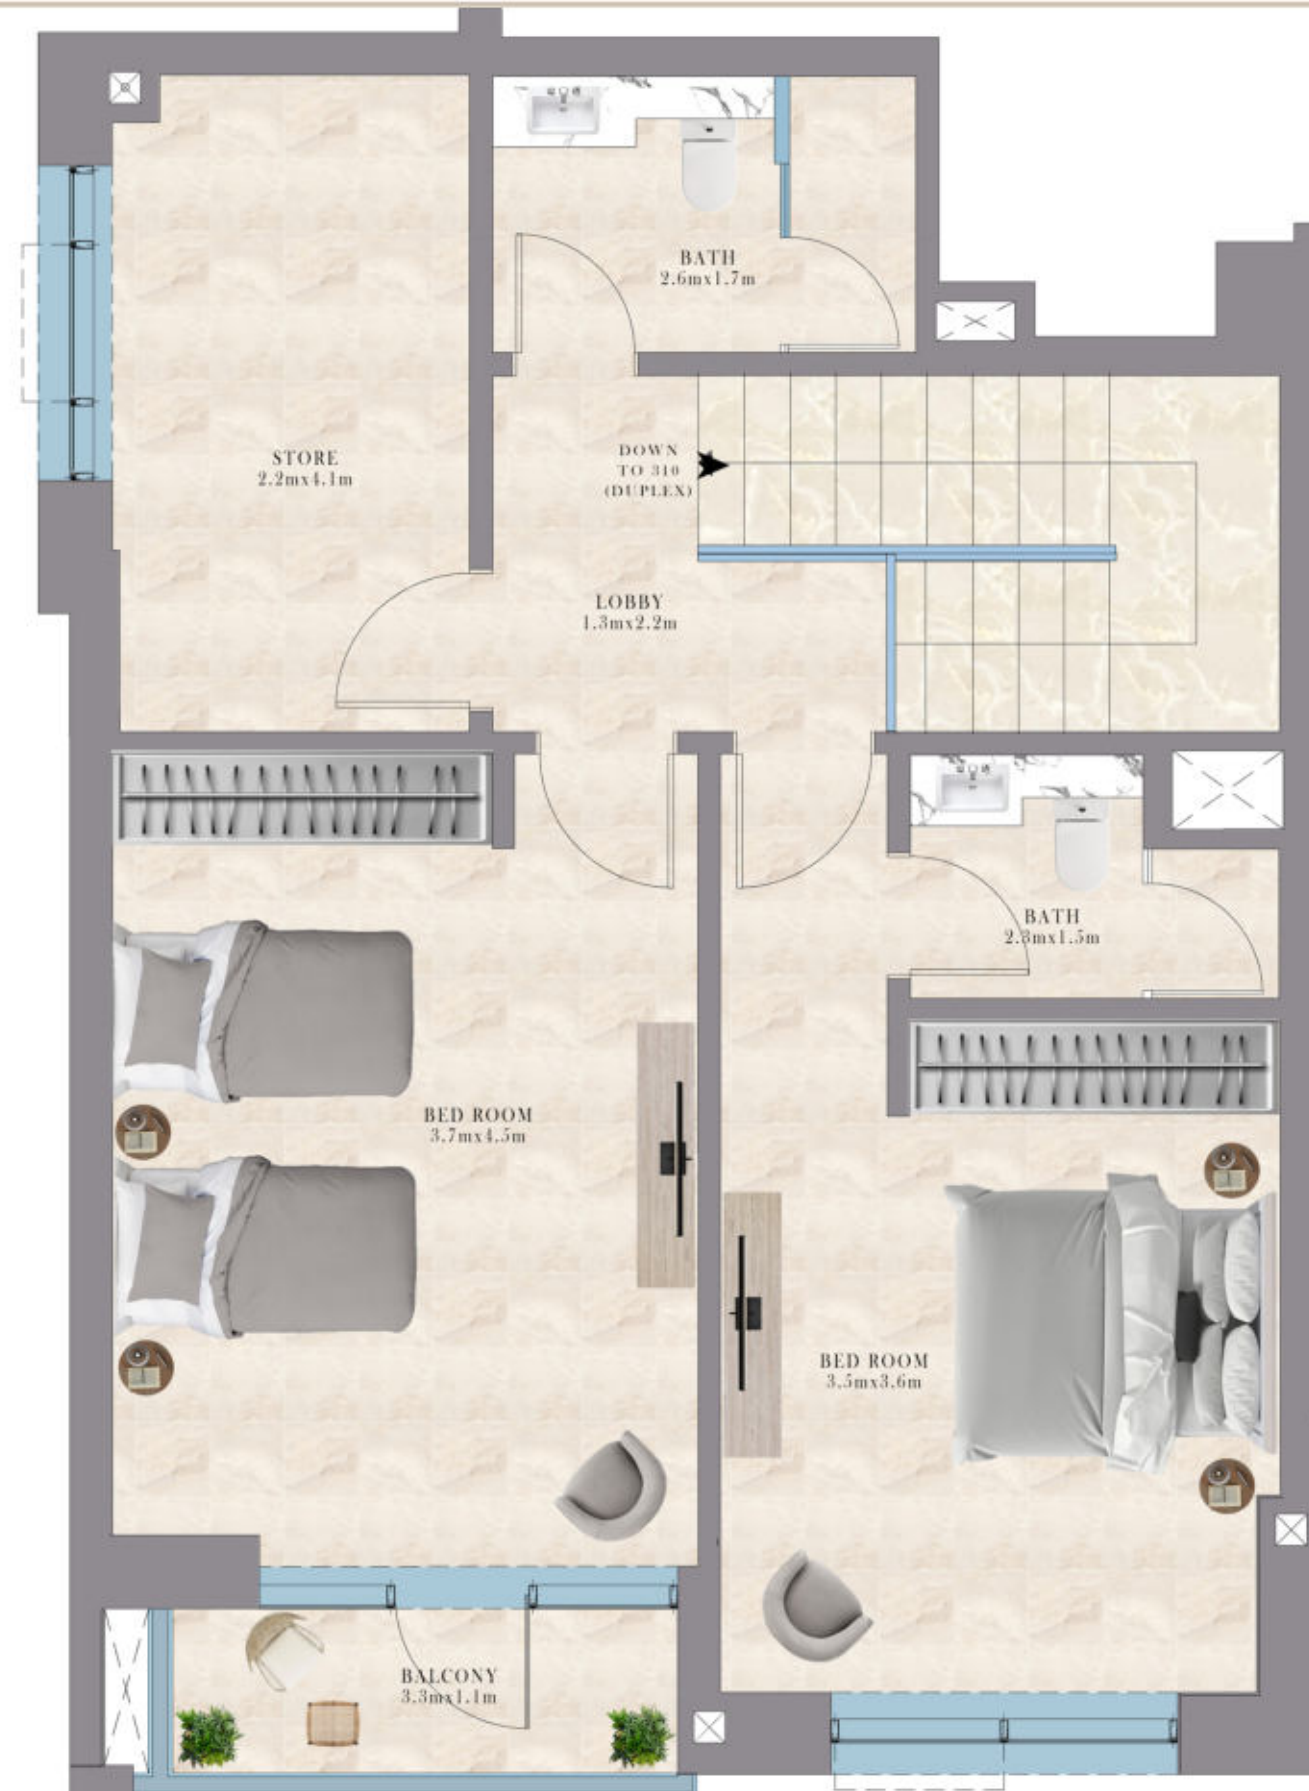 BATH
2.6mx1.7m
STORE
2.2mx4.1m
DOWN
TO 310
(DUPLEX)
LOBBY
1.3mx2.2m
BATH
2.3mx1.5m
BED ROOM
3.7mx4.5m
BED ROOM
3.5mx3.6m
BALCONY
3.3mx1.1m